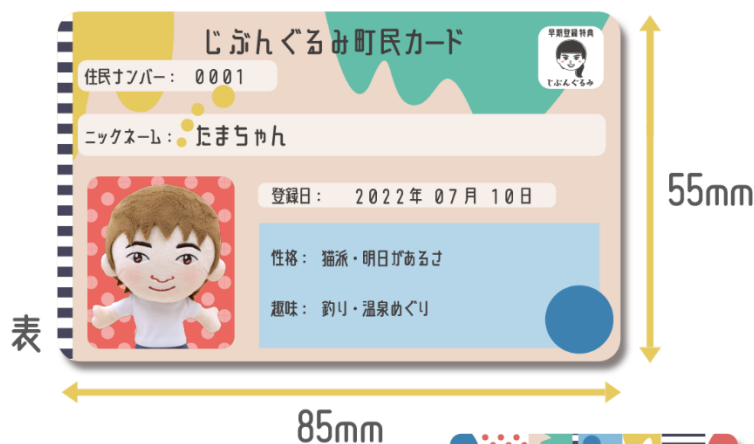 じぶんぐるみ町民カード
早期登録特典
じぶんぐるみ
住民ナンバー： 0001
ニックネーム： たまちゃん
登録日： 2022年 07月 10日
性格： 猫派・明日があるさ
趣味： 釣り・温泉めぐり
表
55mm
85mm